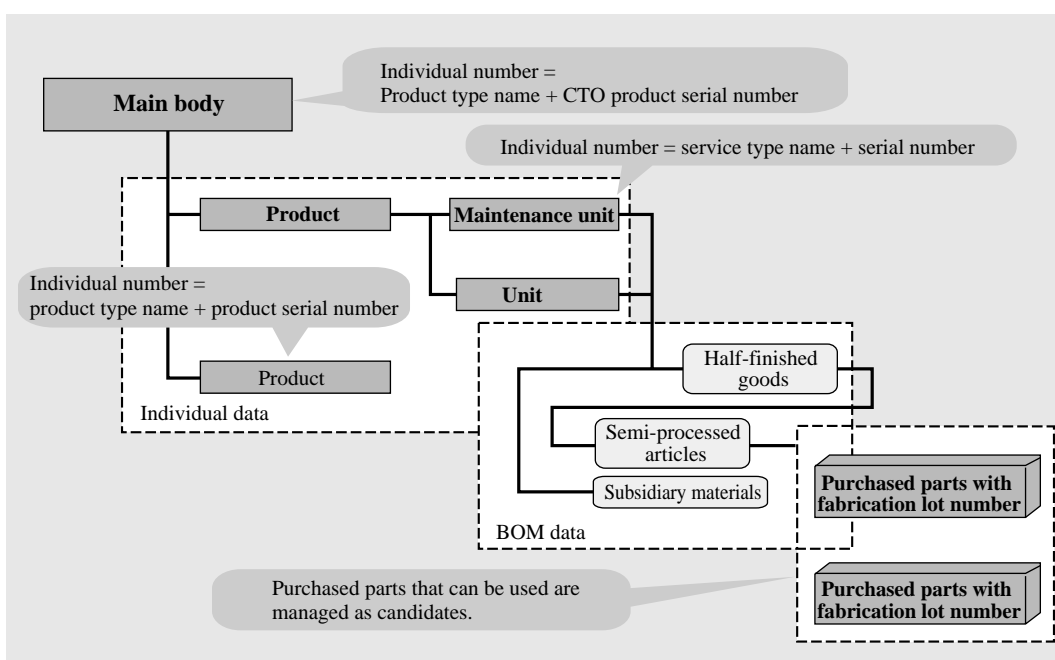 Individual number =
Product type name + CTO product serial number
Main body
Individual number = service type name + serial number
Product
Maintenance unit
Individual number =
product type name + product serial number
Unit
Product
Individual data
Half-finished
goods
Semi-processed
articles
Subsidiary materials
BOM data
Purchased parts with
fabrication lot number
Purchased parts that can be used are
managed as candidates.
Purchased parts with
fabrication lot number